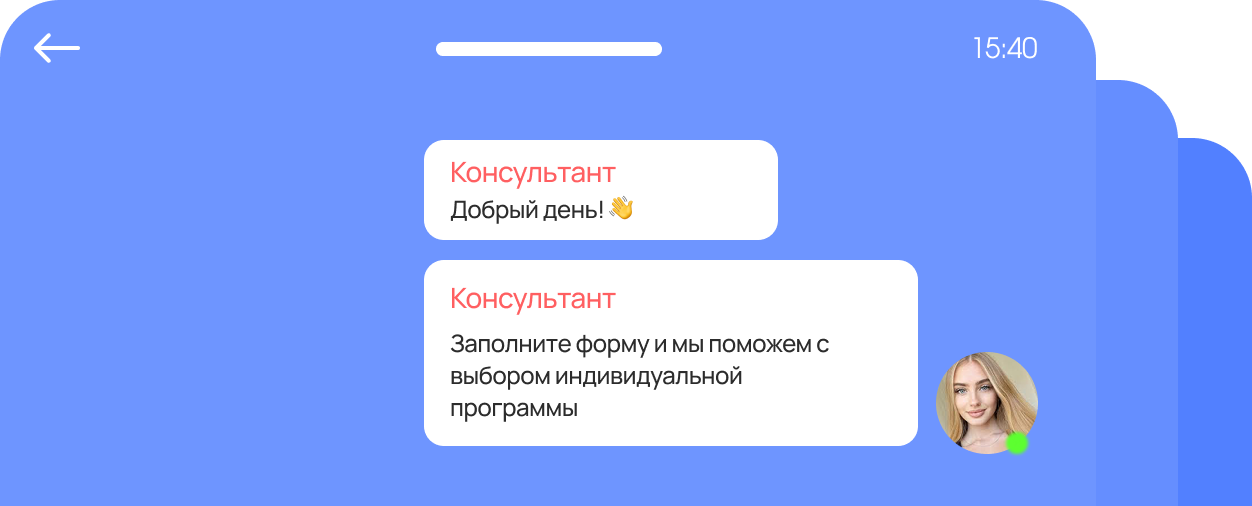 15:40
Консультант
Добрый день! 👋
Консультант
Заполните форму и мы поможем с
выбором индивидуальной
программы